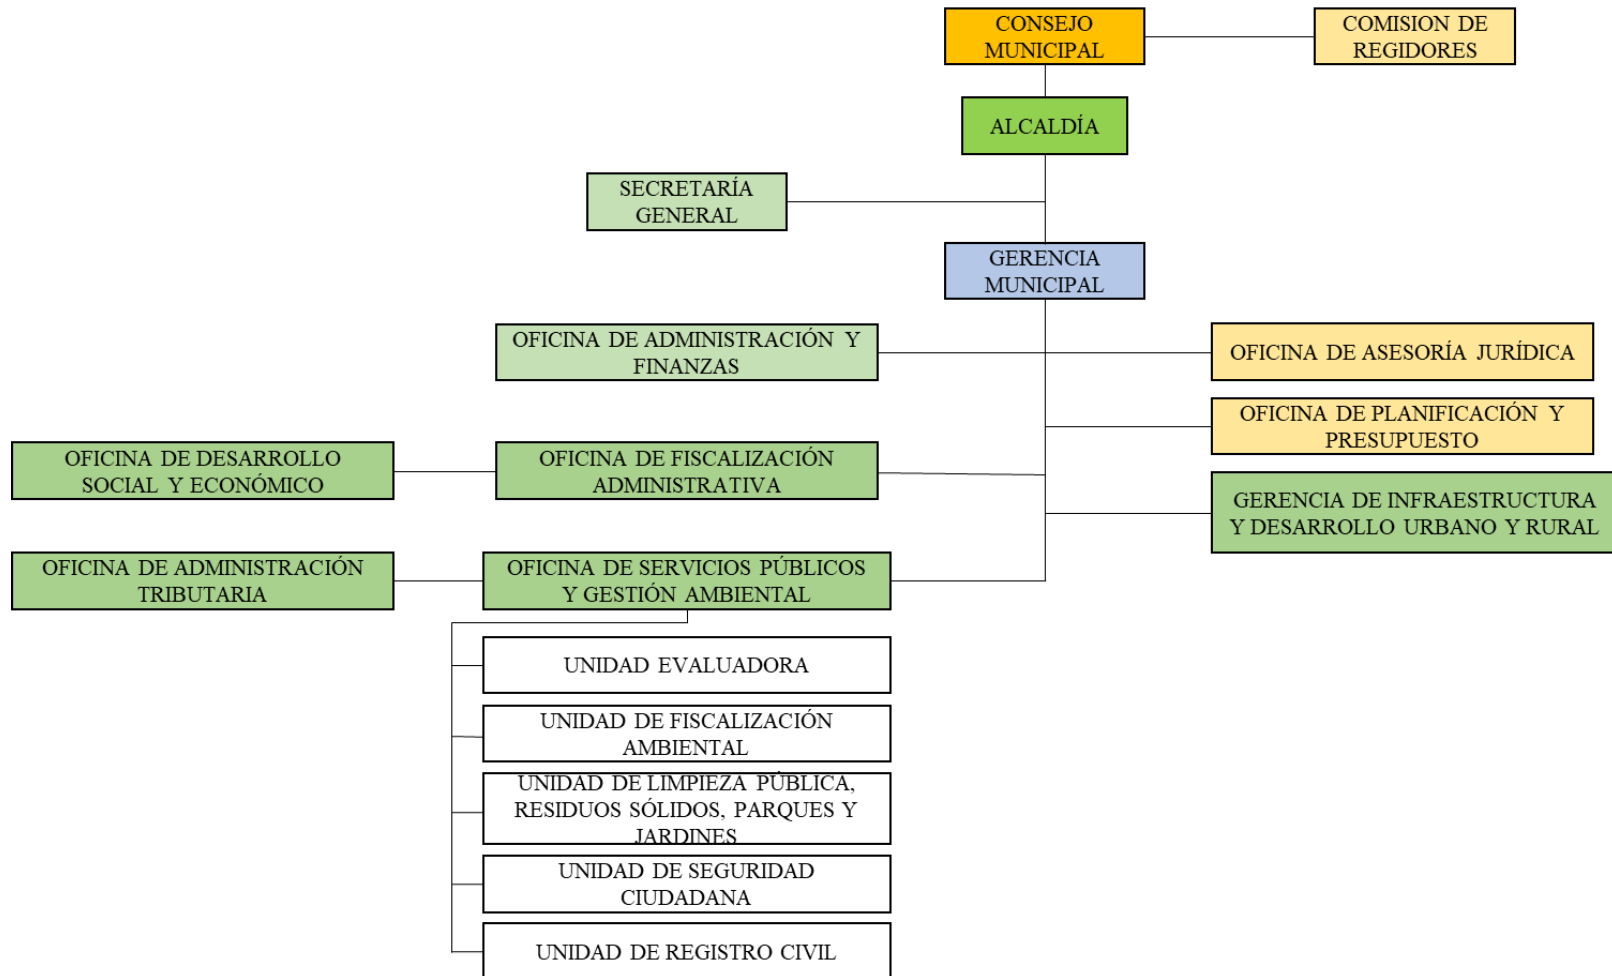 CONSEJO
MUNICIPAL
COMISION DE
REGIDORES
ALCALDÍA
SECRETARÍA
GENERAL
GERENCIA
MUNICIPAL
OFICINA DE ADMINISTRACIÓN Y
FINANZAS
OFICINA DE ASESORÍA JURÍDICA
OFICINA DE PLANIFICACIÓN Y
PRESUPUESTO
OFICINA DE DESARROLLO
SOCIAL Y ECONÓMICO
OFICINA DE FISCALIZACIÓN
ADMINISTRATIVA
GERENCIA DE INFRAESTRUCTURA
Y DESARROLLO URBANO Y RURAL
OFICINA DE ADMINISTRACIÓN
TRIBUTARIA
OFICINA DE SERVICIOS PÚBLICOS
Y GESTIÓN AMBIENTAL
UNIDAD EVALUADORA
UNIDAD DE FISCALIZACIÓN
AMBIENTAL
UNIDAD DE LIMPIEZA PÚBLICA,
RESIDUOS SÓLIDOS, PARQUES Y
JARDINES
UNIDAD DE SEGURIDAD
CIUDADANA
UNIDAD DE REGISTRO CIVIL